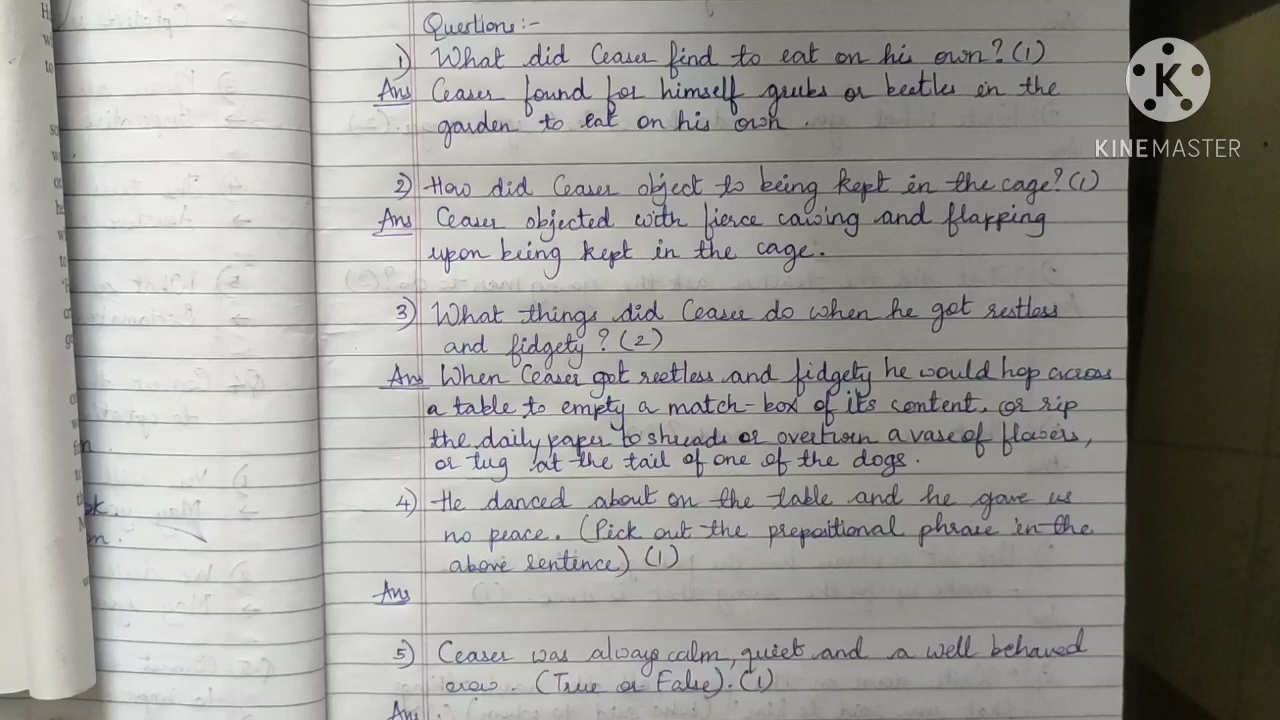 Questions:-
1) What did Ceaser find to eat on his own? (1)
Ans Ceaser found for himself grubs or beetles in the
garden to eat on his own.
2) How did Ceaser object to being kept in the cage? (1)
Ans Ceaser objected with fierce cawing and flapping
upon being kept in the cage.
3) What things did Ceaser do when he got restless
and fidgety? (2)
Ans When Ceaser got restless and fidgety he would hop across
a table to empty a match-box of its content, or rip
the daily paper to shreads or overturn a vase of flowers,
or tug at the tail of one of the dogs.
4) He danced about on the table and he gave us
no peace. (Pick out the prepositional phrase in the
above sentence) (1)
Ans
5) Ceaser was always calm, quiet and a well behaved
crow. (True or False). (1)
Ans.
K
KINEMASTER